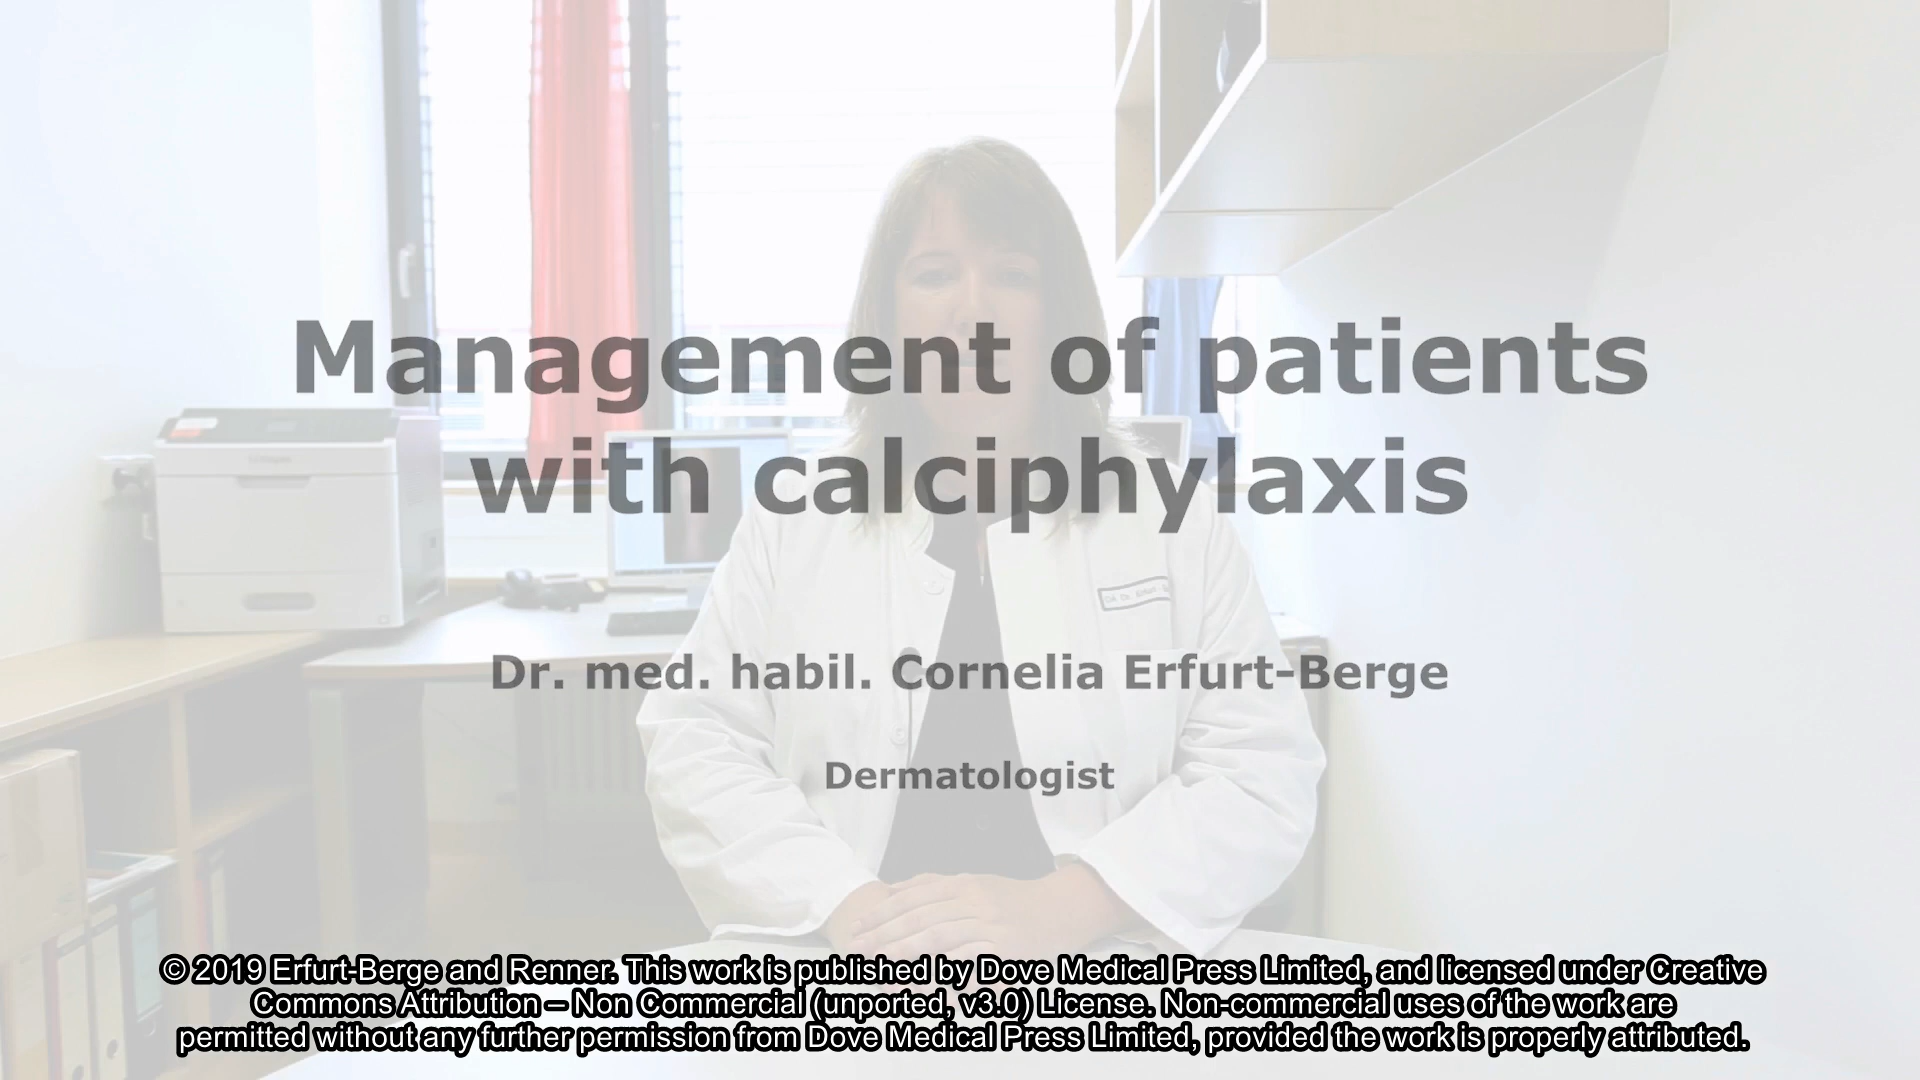 Management of patients
with calciphylaxis
Dr. med. habil. Cornelia Erfurt-Berge
Dermatologist
© 2019 Erfurt-Berge and Renner. This work is published by Dove Medical Press Limited, and licensed under Creative
Commons Attribution – Non Commercial (unported, v3.0) License. Non-commercial uses of the work are
permitted without any further permission from Dove Medical Press Limited, provided the work is properly attributed.